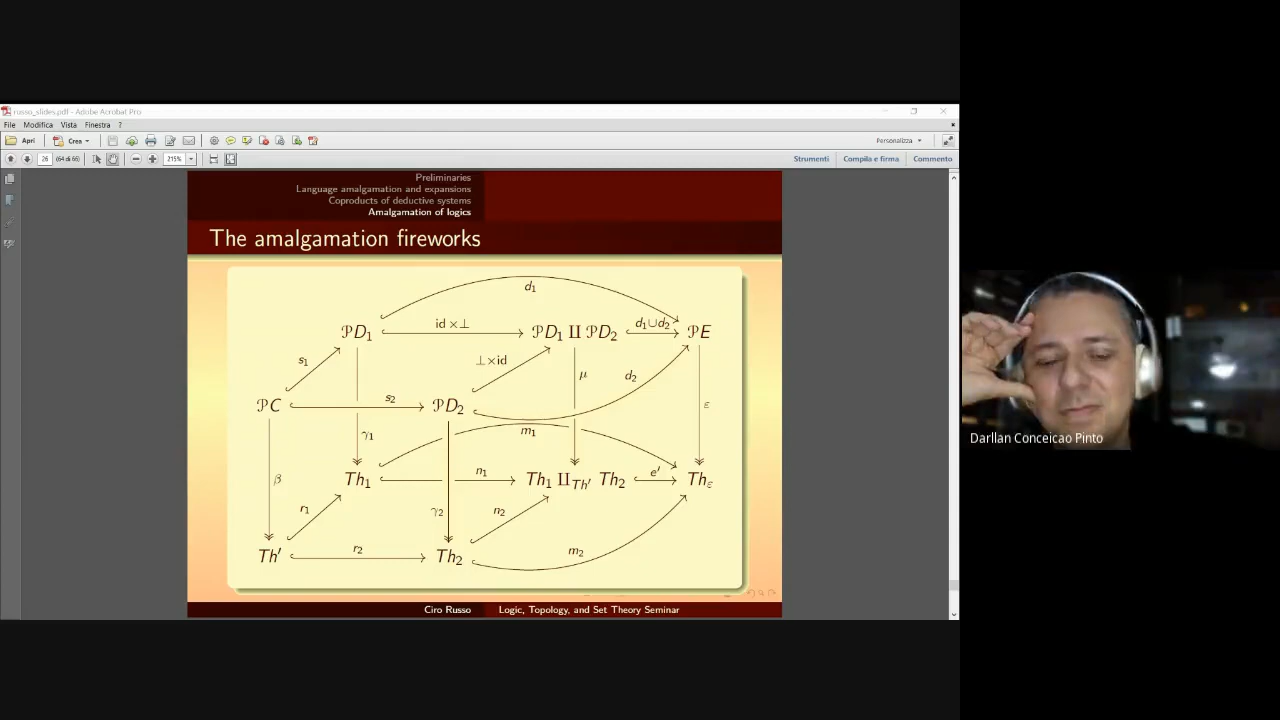 russo_slides.pdf - Adobe Acrobat Pro
File Modifica Vista Finestra ?
Apri Crea Personalizza
26 (64 di 66) 215% Strumenti Compila e firma Commento
Preliminaries
Language amalgamation and expansions
Coproducts of deductive systems
Amalgamation of logics
The amalgamation fireworks
d₁
𝒫D₁ id × ⊥ 𝒫D₁ ∐ 𝒫D₂ d₁∪d₂ 𝒫E
s₁ ⊥×id μ d₂
𝒫C s₂ 𝒫D₂ ε
γ₁ m₁
β Th₁ n₁ Th₁ ∐Th′ Th₂ e′ Thε
r₁ γ₂ n₂
Th′ r₂ Th₂ m₂
Ciro Russo Logic, Topology, and Set Theory Seminar
Darllan Conceicao Pinto